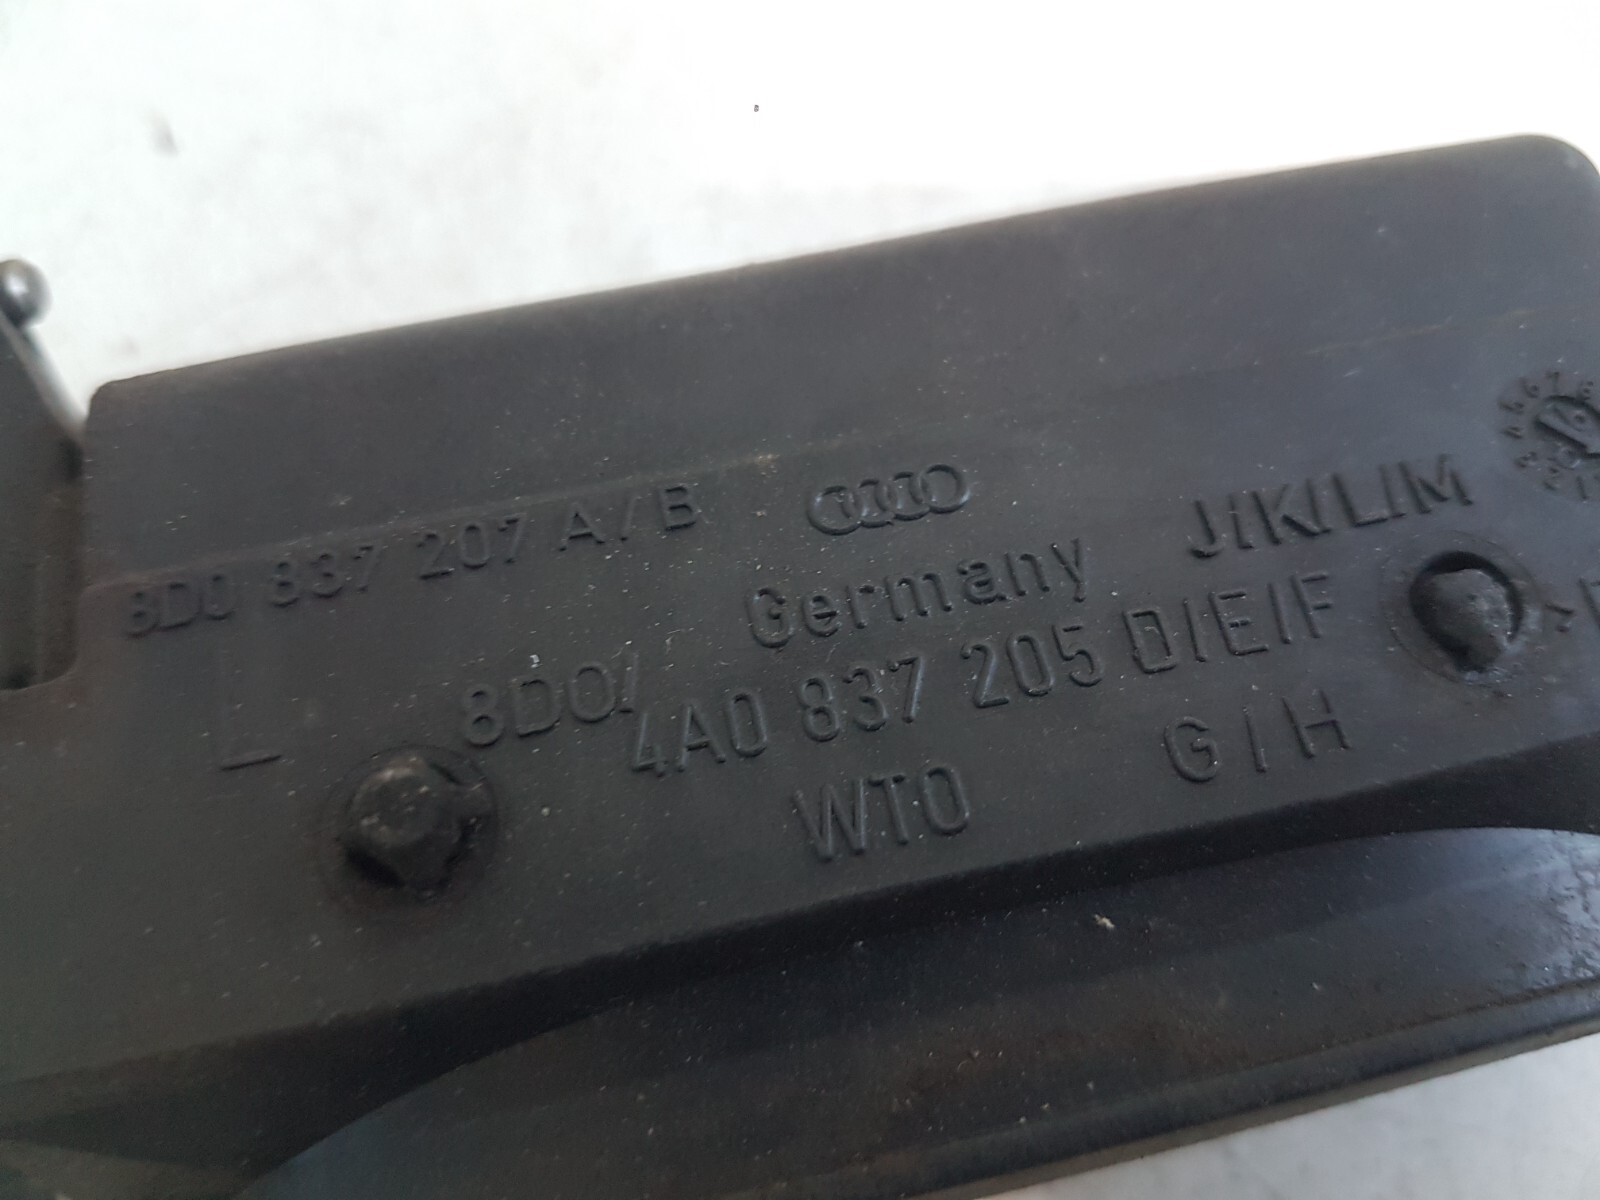 8D0 837 207 A/B
J/K/L/M
Germany
L
8D0/
4A0 837 205 D/E/F
G/H
WTO